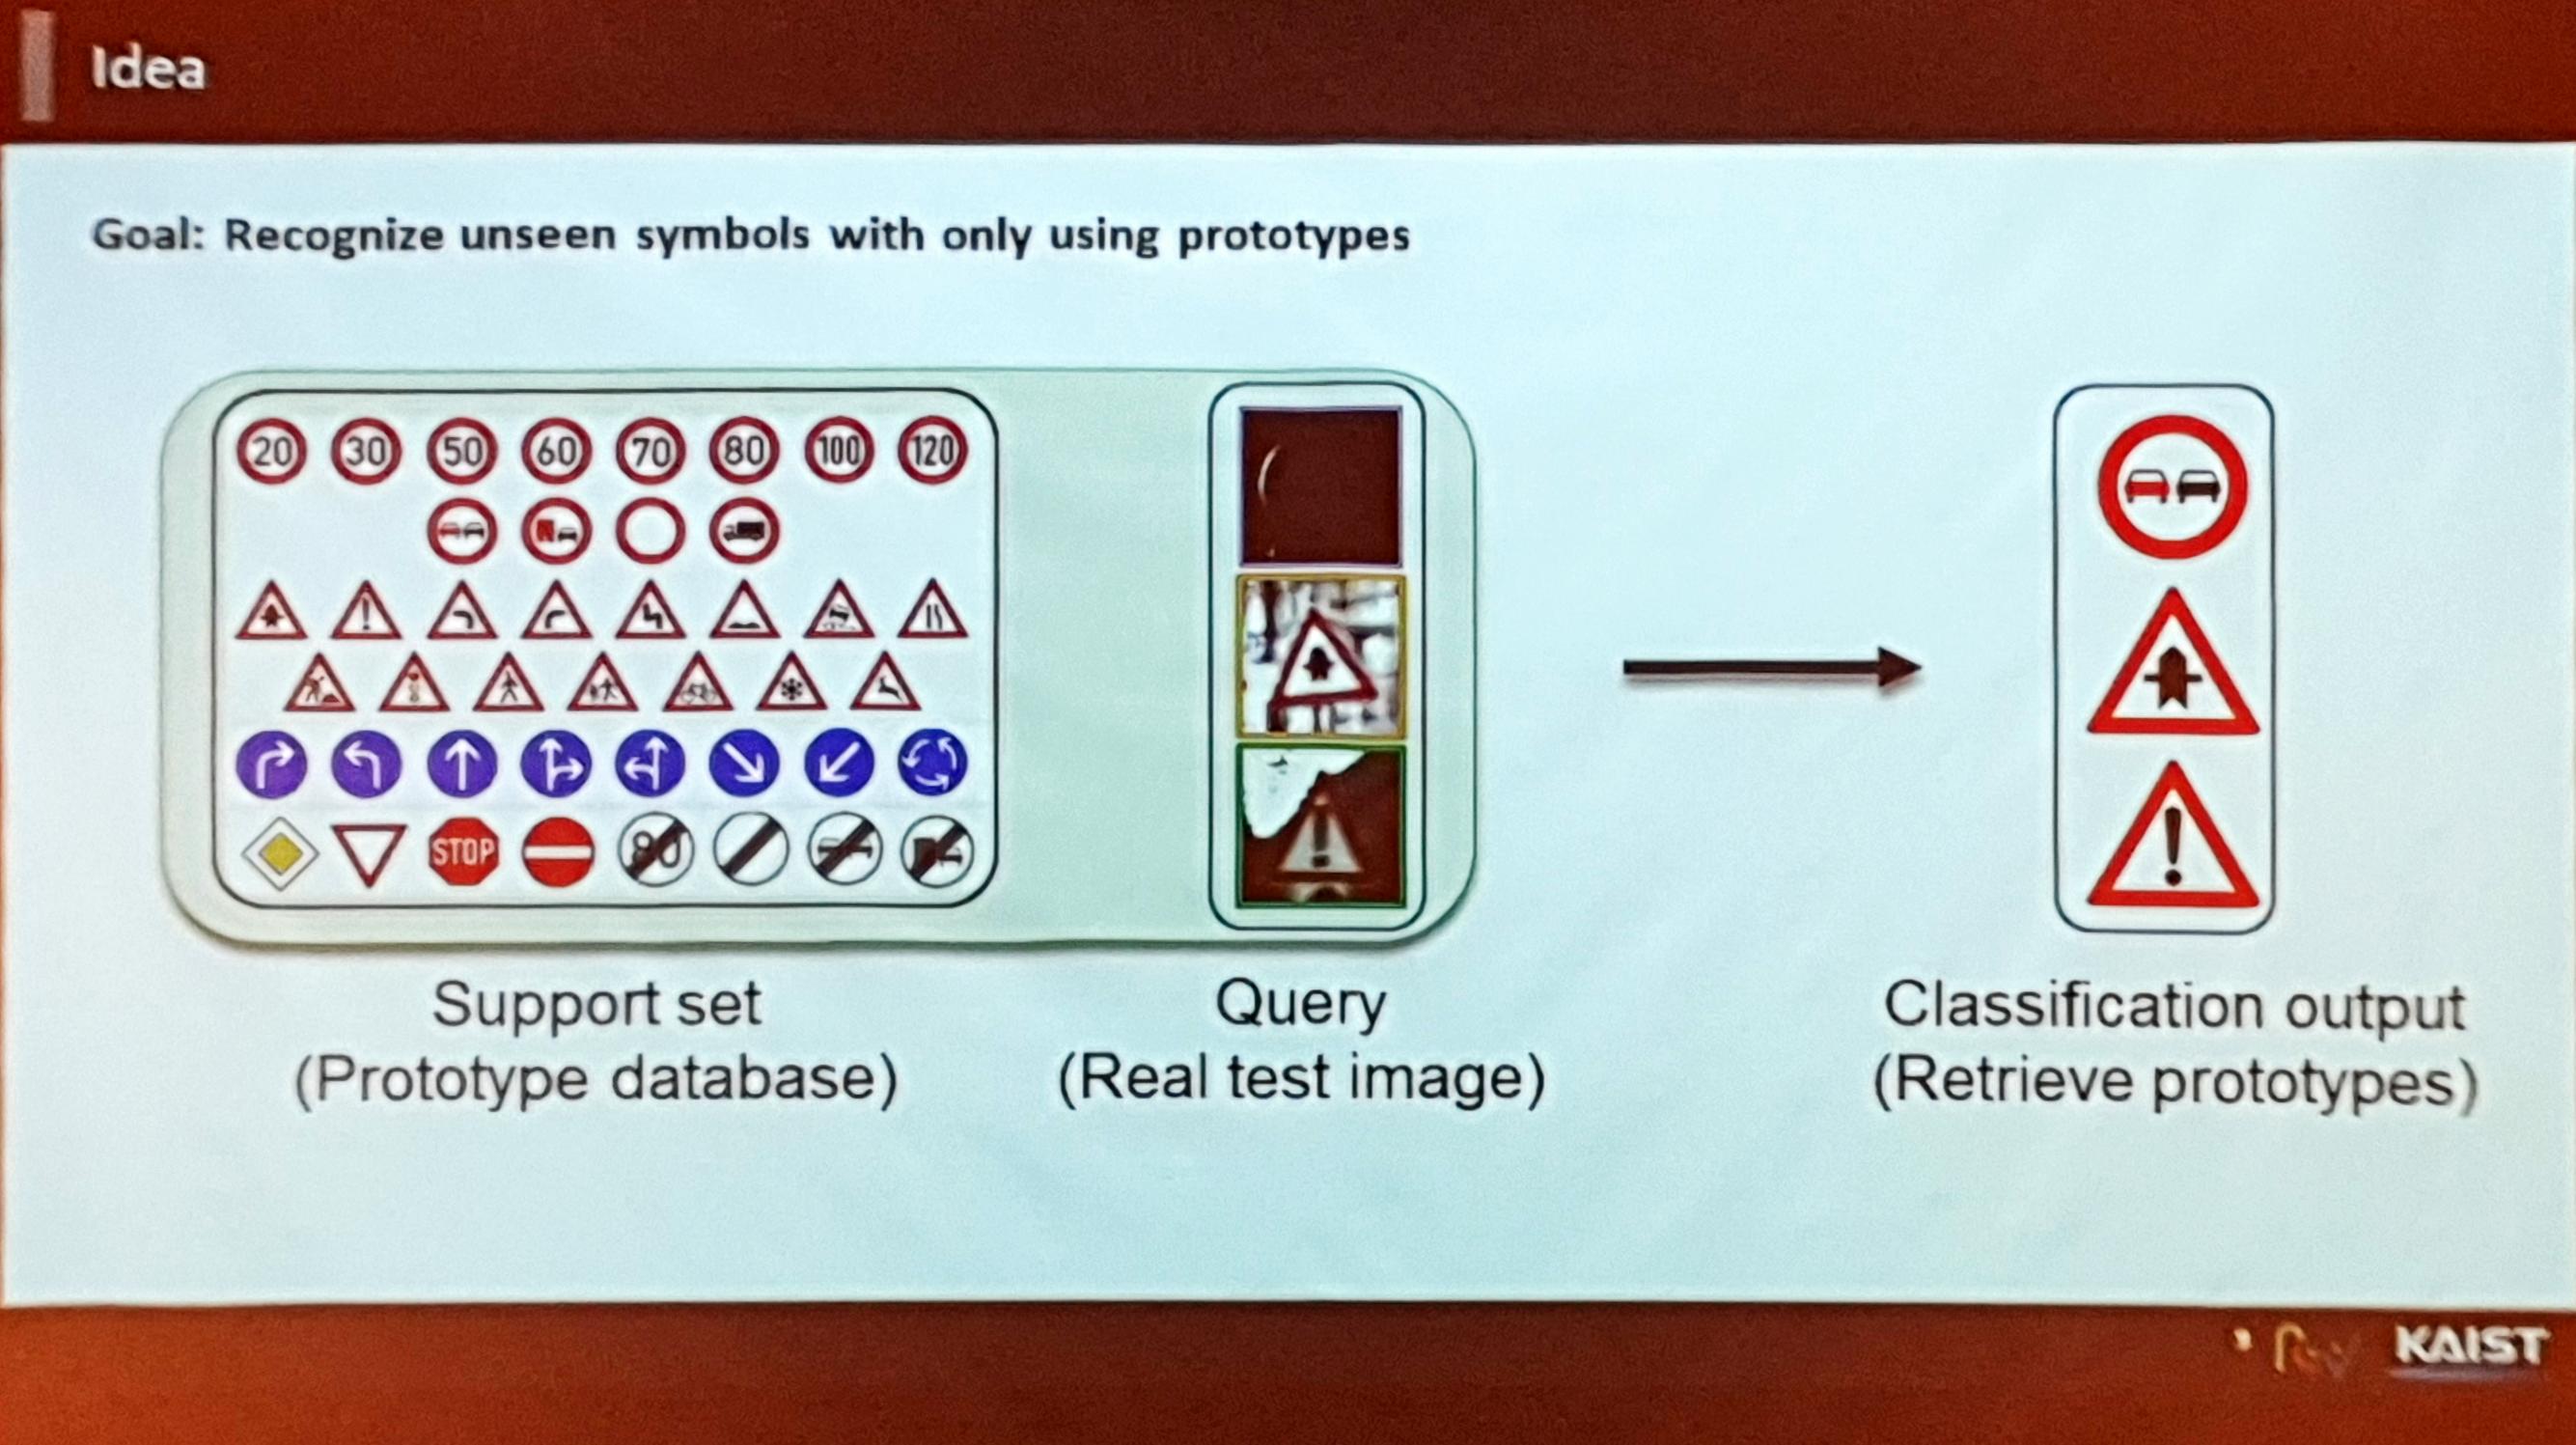 Idea
Goal: Recognize unseen symbols with only using prototypes
20 30 50 60 70 80 100 120
STOP 80
Support set
(Prototype database)
Query
(Real test image)
Classification output
(Retrieve prototypes)
KAIST